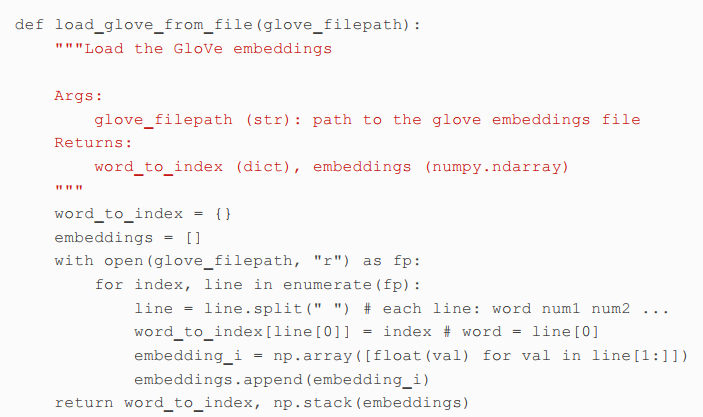 def load_glove_from_file(glove_filepath):
    """Load the GloVe embeddings

    Args:
        glove_filepath (str): path to the glove embeddings file
    Returns:
        word_to_index (dict), embeddings (numpy.ndarray)
    """
    word_to_index = {}
    embeddings = []
    with open(glove_filepath, "r") as fp:
        for index, line in enumerate(fp):
            line = line.split(" ") # each line: word num1 num2 ...
            word_to_index[line[0]] = index # word = line[0]
            embedding_i = np.array([float(val) for val in line[1:]])
            embeddings.append(embedding_i)
    return word_to_index, np.stack(embeddings)